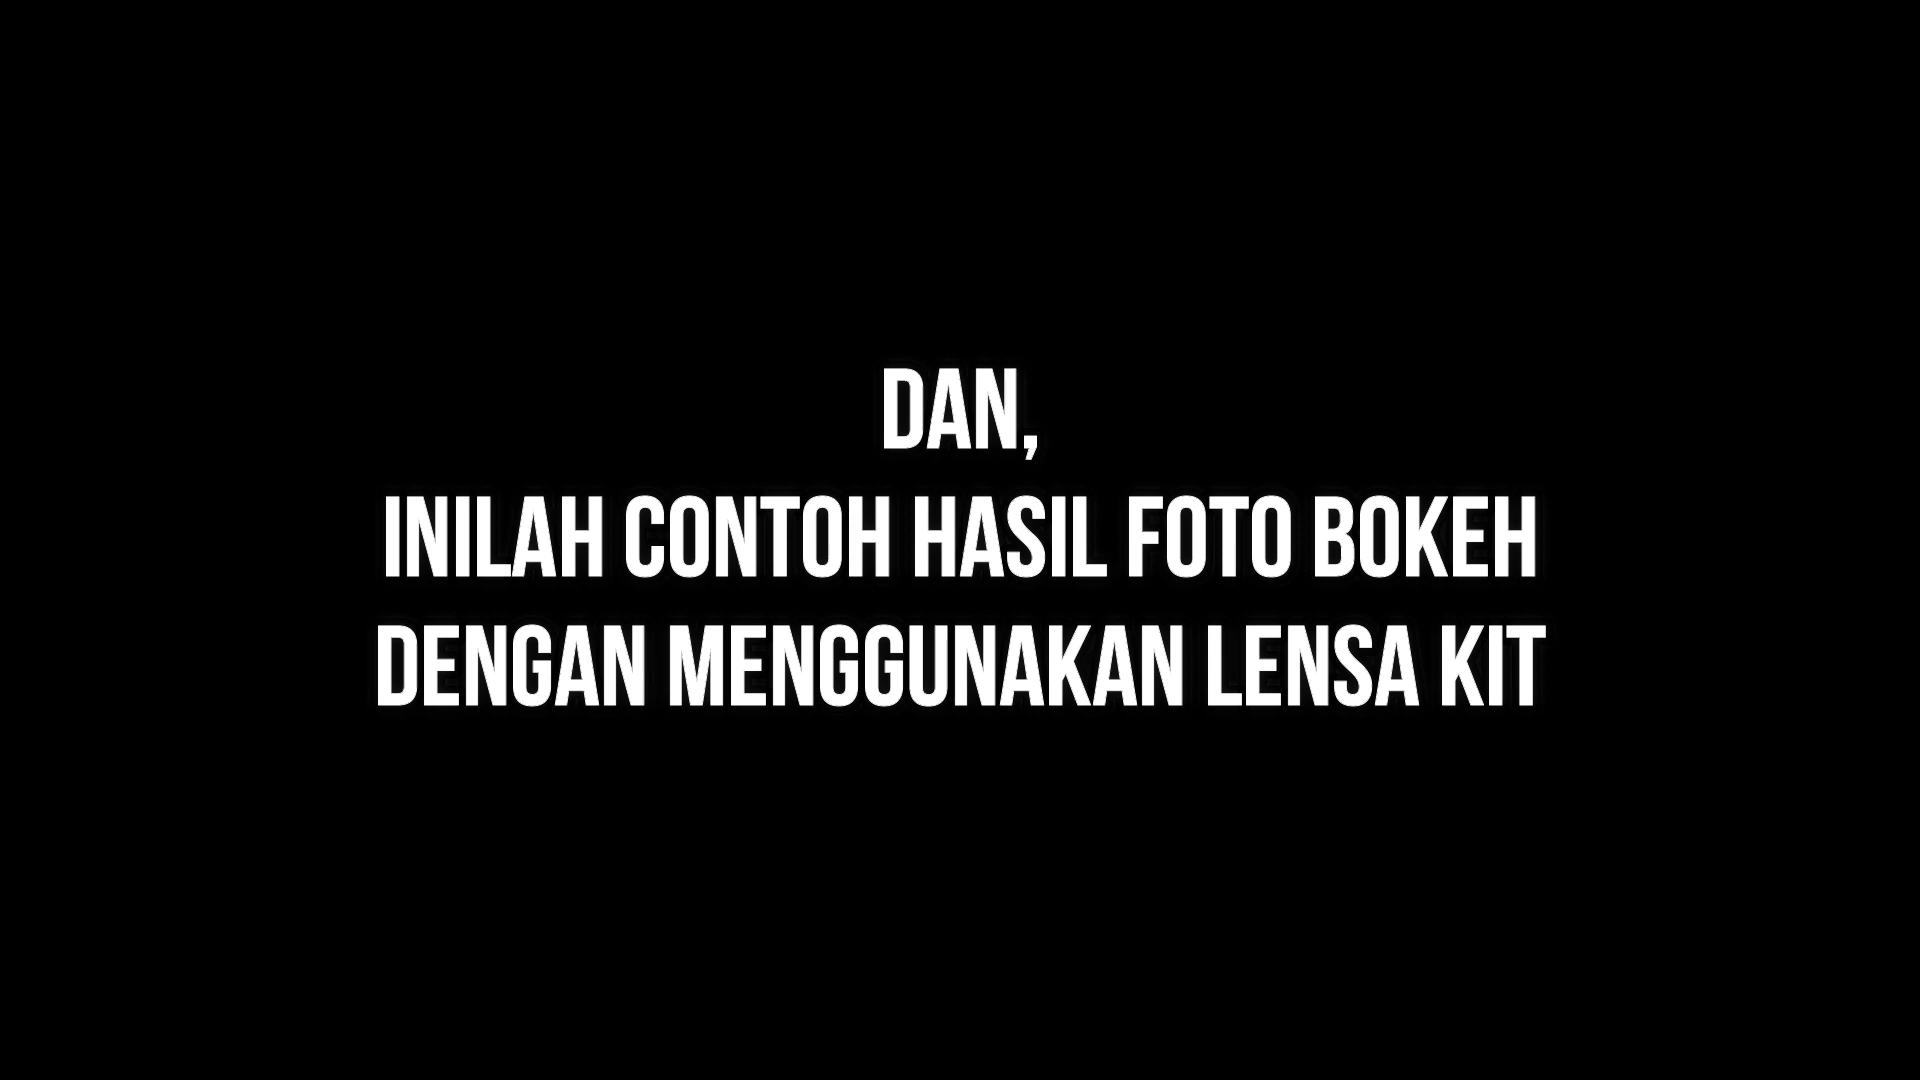 DAN,
INILAH CONTOH HASIL FOTO BOKEH
DENGAN MENGGUNAKAN LENSA KIT